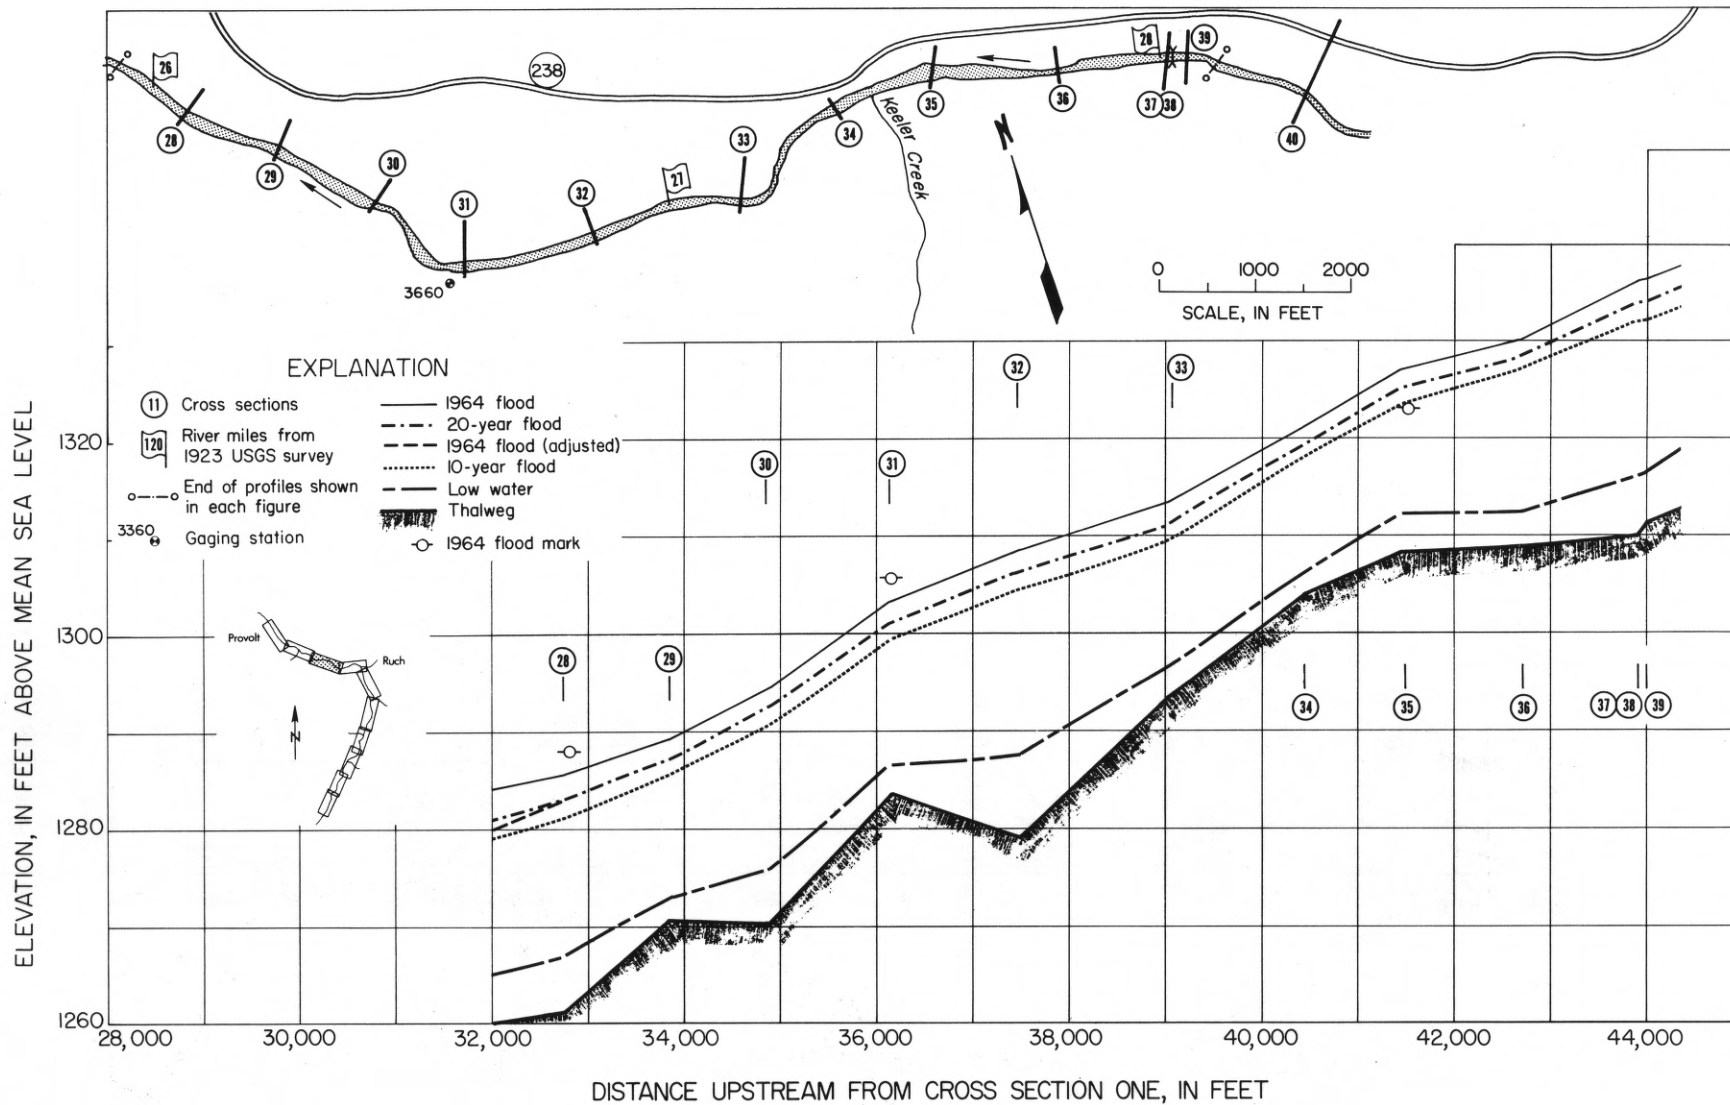 26
28
29
30
31
32
27
33
34
35
36
28
37
38
39
40
238
3660
Keeler Creek
N
0 1000 2000
SCALE, IN FEET
EXPLANATION
11 Cross sections
120 River miles from
1923 USGS survey
End of profiles shown
in each figure
3360 Gaging station
1964 flood
20-year flood
1964 flood (adjusted)
10-year flood
Low water
Thalweg
1964 flood mark
Provolt
Ruch
N
28
29
30
31
32
33
34
35
36
37
38
39
ELEVATION, IN FEET ABOVE MEAN SEA LEVEL
1320
1300
1280
1260
28,000 30,000 32,000 34,000 36,000 38,000 40,000 42,000 44,000
DISTANCE UPSTREAM FROM CROSS SECTION ONE, IN FEET